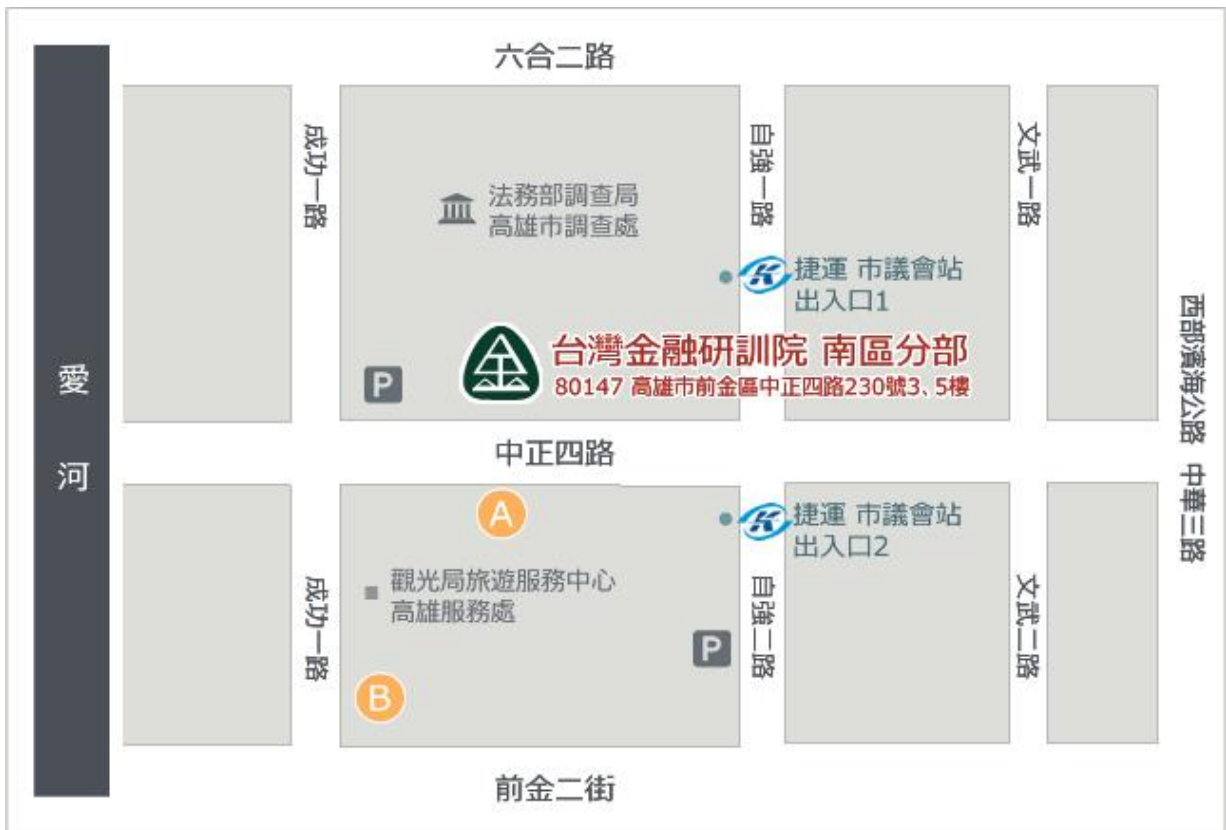 六合二路
成功一路
自強一路
文武一路
法務部調查局
高雄市調查處
捷運 市議會站
出入口1
台灣金融研訓院 南區分部
80147 高雄市前金區中正四路230號3、5樓
P
愛河
西部濱海公路 中華三路
中正四路
A
捷運 市議會站
出入口2
觀光局旅遊服務中心
高雄服務處
成功一路
自強二路
文武二路
P
B
前金二街